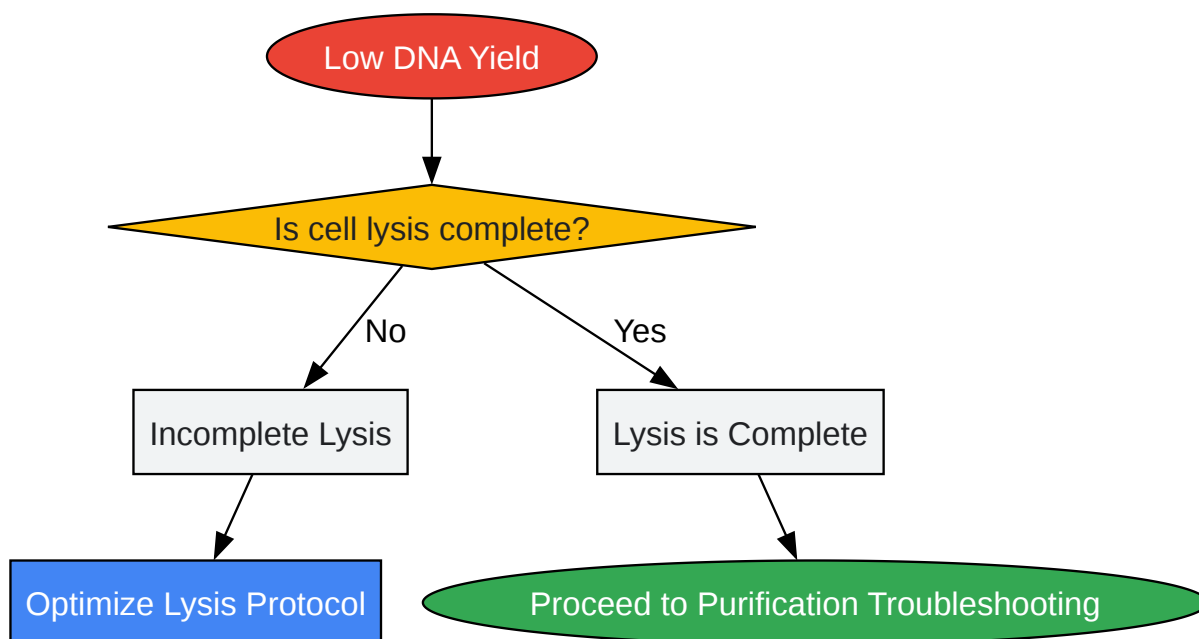 Low DNA Yield
Is cell lysis complete?
No
Yes
Incomplete Lysis
Lysis is Complete
Optimize Lysis Protocol
Proceed to Purification Troubleshooting